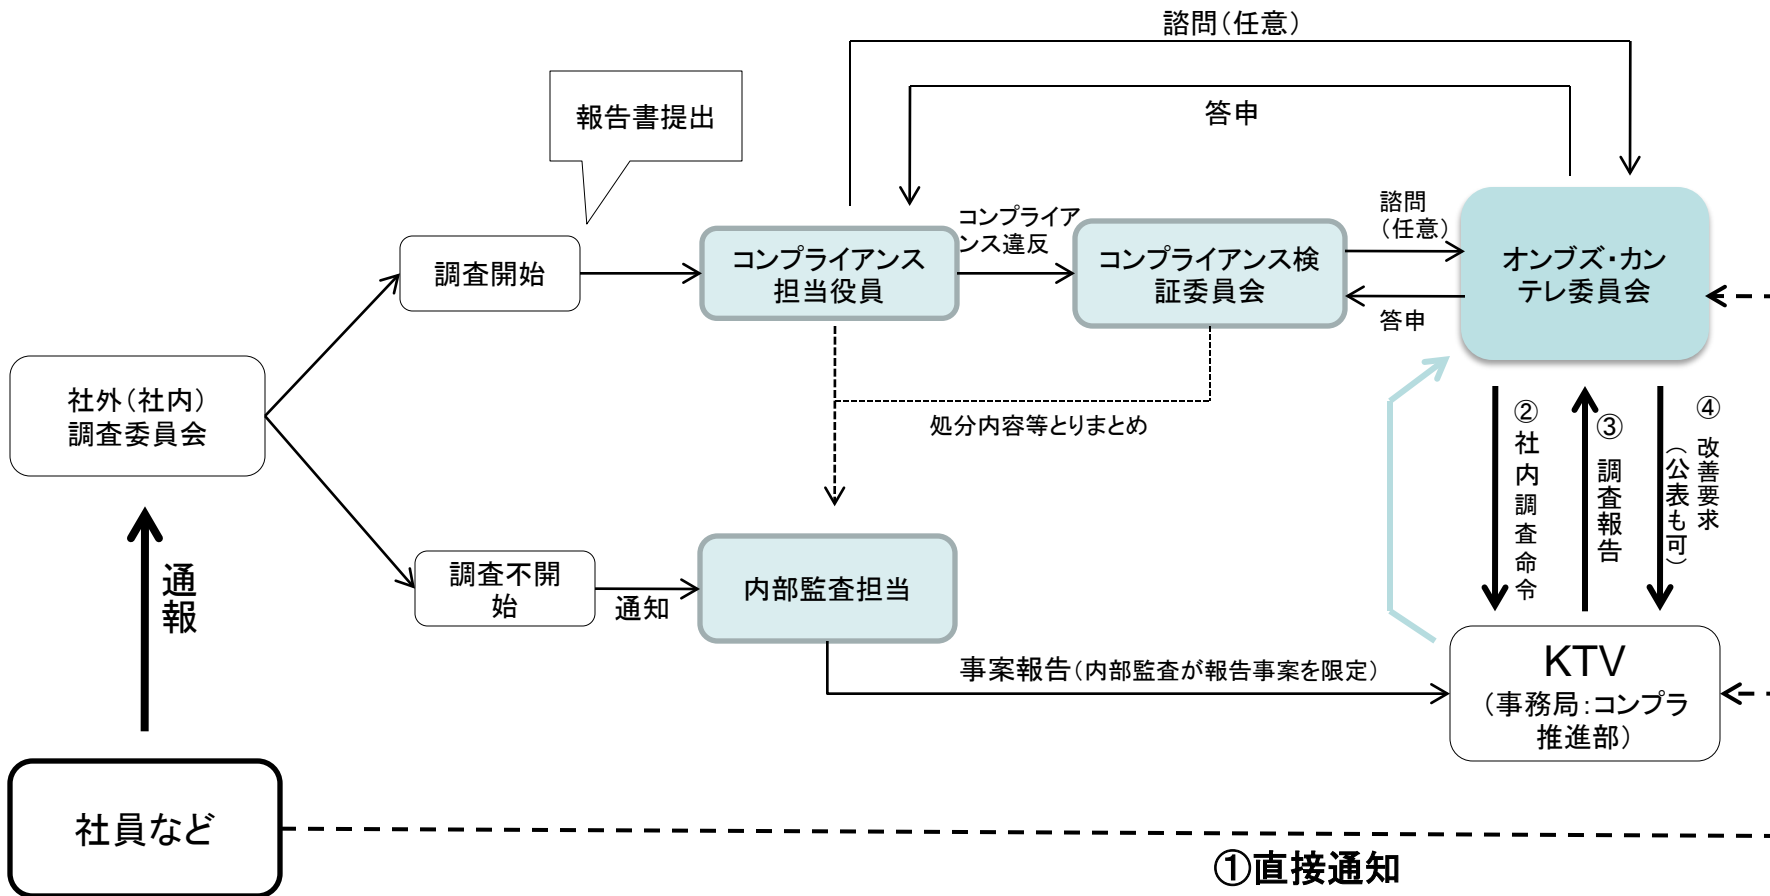 諮問（任意）
答申
報告書提出
コンプライア
ンス違反
諮問
（任意）
調査開始
コンプライアンス
担当役員
コンプライアンス検
証委員会
オンブズ・カン
テレ委員会
答申
社外（社内）
調査委員会
処分内容等とりまとめ
②社内調査命令
③調査報告
④改善要求
（公表も可）
通報
調査不開
始
通知
内部監査担当
事案報告（内部監査が報告事案を限定）
KTV
（事務局：コンプラ
推進部）
社員など
①直接通知